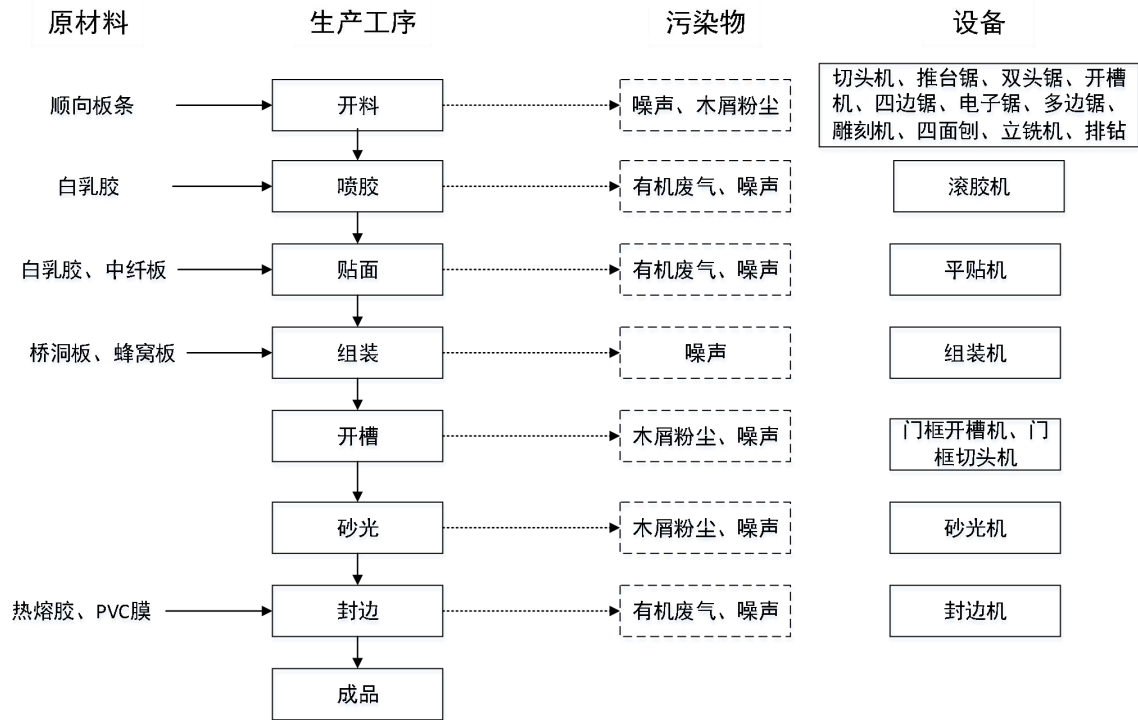 原材料 生产工序 污染物 设备
顺向板条 开料 噪声、木屑粉尘 切头机、推台锯、双头锯、开槽
机、四边锯、电子锯、多边锯、
雕刻机、四面刨、立铣机、排钻
白乳胶 喷胶 有机废气、噪声 滚胶机
白乳胶、中纤板 贴面 有机废气、噪声 平贴机
桥洞板、蜂窝板 组装 噪声 组装机
开槽 木屑粉尘、噪声 门框开槽机、门
框切头机
砂光 木屑粉尘、噪声 砂光机
热熔胶、PVC膜 封边 有机废气、噪声 封边机
成品